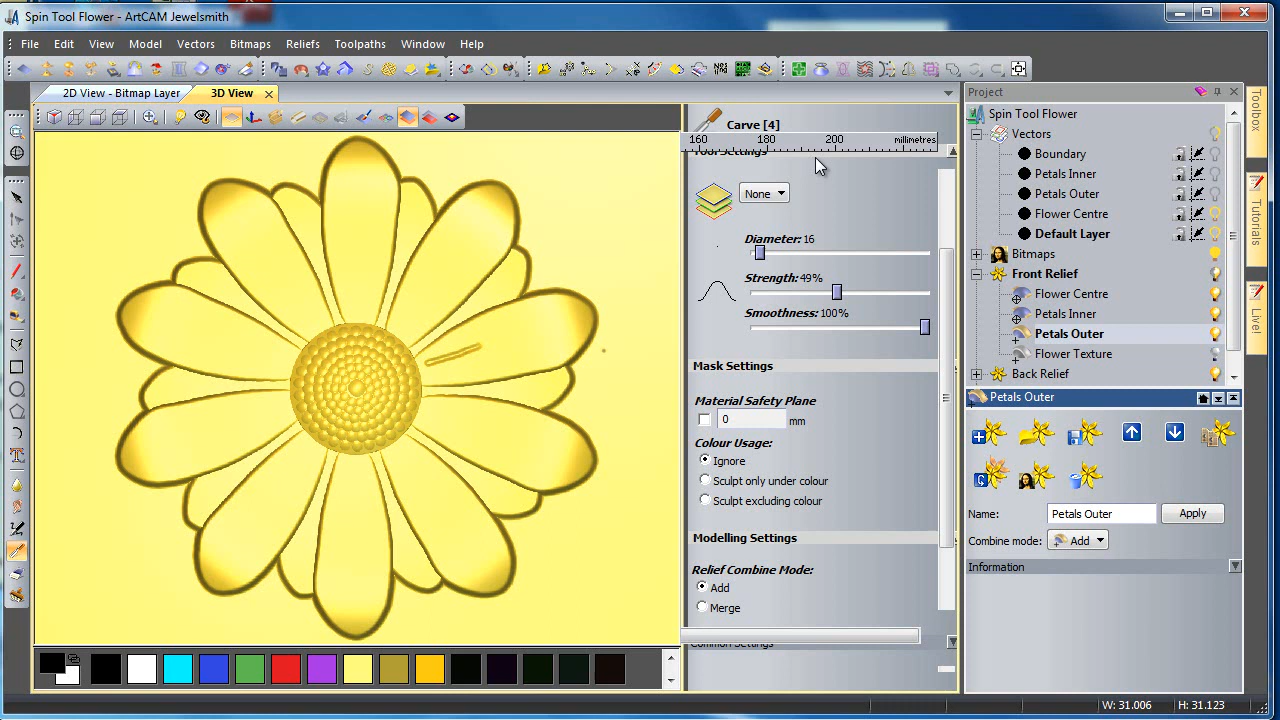 Spin Tool Flower - ArtCAM Jewelsmith
File Edit View Model Vectors Bitmaps Reliefs Toolpaths Window Help
2D View - Bitmap Layer
3D View
Carve [4]
160 180 200 millimetres
Tool Settings
None
Diameter: 16
Strength: 49%
Smoothness: 100%
Mask Settings
Material Safety Plane
0 mm
Colour Usage:
Ignore
Sculpt only under colour
Sculpt excluding colour
Modelling Settings
Relief Combine Mode:
Add
Merge
Common Settings
Project
Spin Tool Flower
Vectors
Boundary
Petals Inner
Petals Outer
Flower Centre
Default Layer
Bitmaps
Front Relief
Flower Centre
Petals Inner
Petals Outer
Flower Texture
Back Relief
Petals Outer
Name: Petals Outer Apply
Combine mode: Add
Information
Toolbox
Tutorials
Live!
W: 31.006 H: 31.123